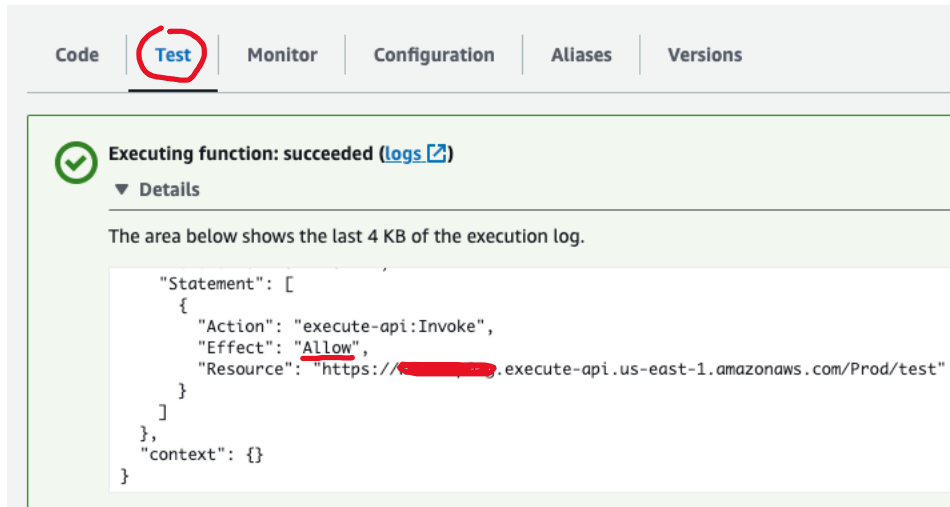 Code Test Monitor Configuration Aliases Versions
Executing function: succeeded (logs)
Details
The area below shows the last 4 KB of the execution log.
"Statement": [
{
"Action": "execute-api:Invoke",
"Effect": "Allow",
"Resource": "https:// .execute-api.us-east-1.amazonaws.com/Prod/test"
}
]
},
"context": {}
}